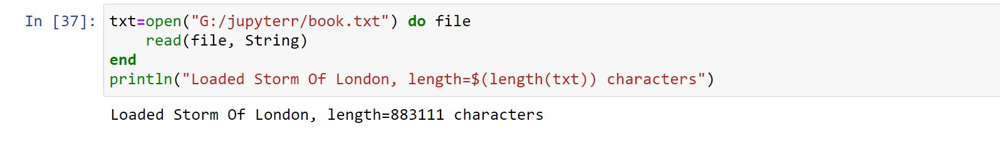 In [37]: txt=open("G:/jupyterr/book.txt") do file
    read(file, String)
end
println("Loaded Storm Of London, length=$(length(txt)) characters")
Loaded Storm Of London, length=883111 characters